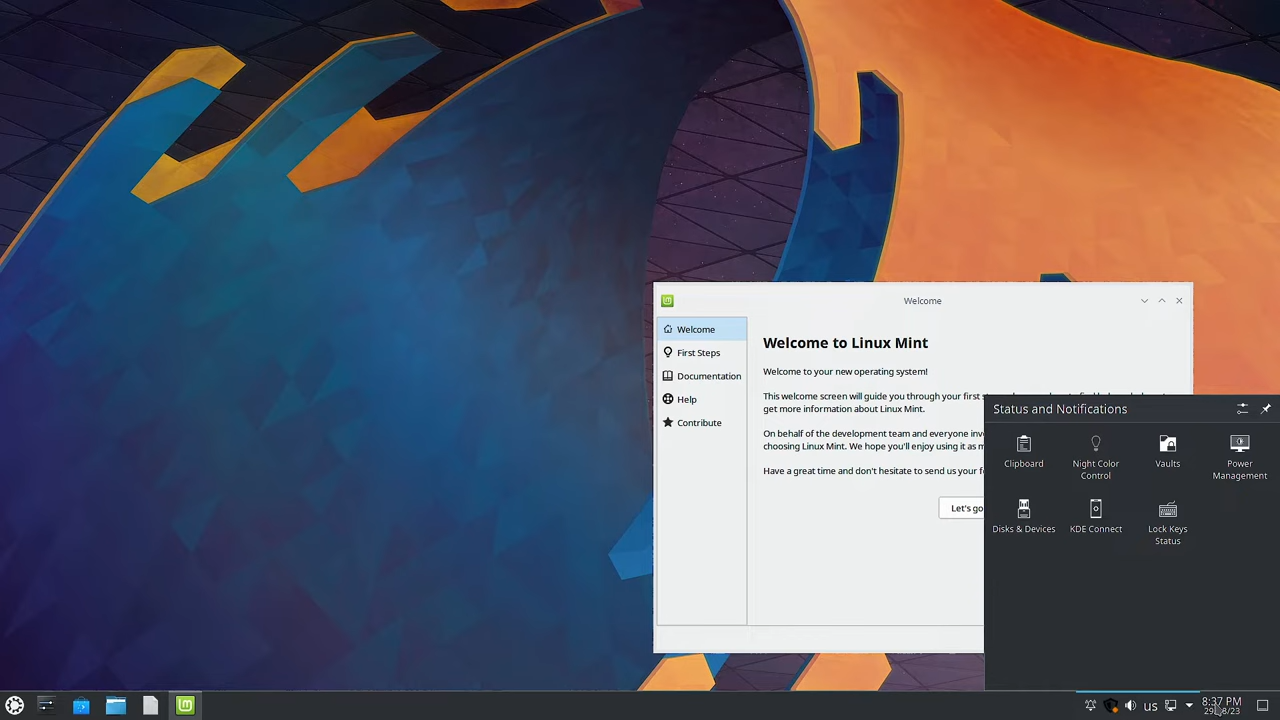 Welcome
Welcome
First Steps
Documentation
Help
Contribute
Welcome to Linux Mint
Welcome to your new operating system!
This welcome screen will guide you through your first
get more information about Linux Mint.
On behalf of the development team and everyone
choosing Linux Mint. We hope you'll enjoy using it as
Have a great time and don't hesitate to send us your
Let's go
Status and Notifications
Clipboard
Night Color
Control
Vaults
Power
Management
Disks & Devices
KDE Connect
Lock Keys
Status
us
8:37 PM